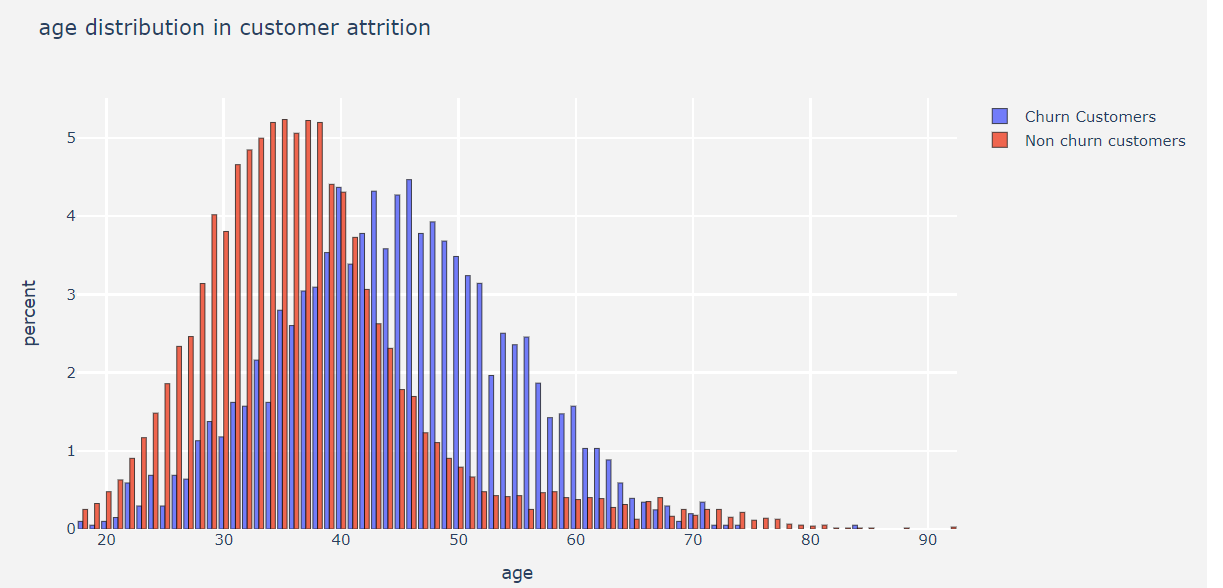 age distribution in customer attrition
Churn Customers
Non churn customers
percent
5
4
3
2
1
0
20 30 40 50 60 70 80 90
age